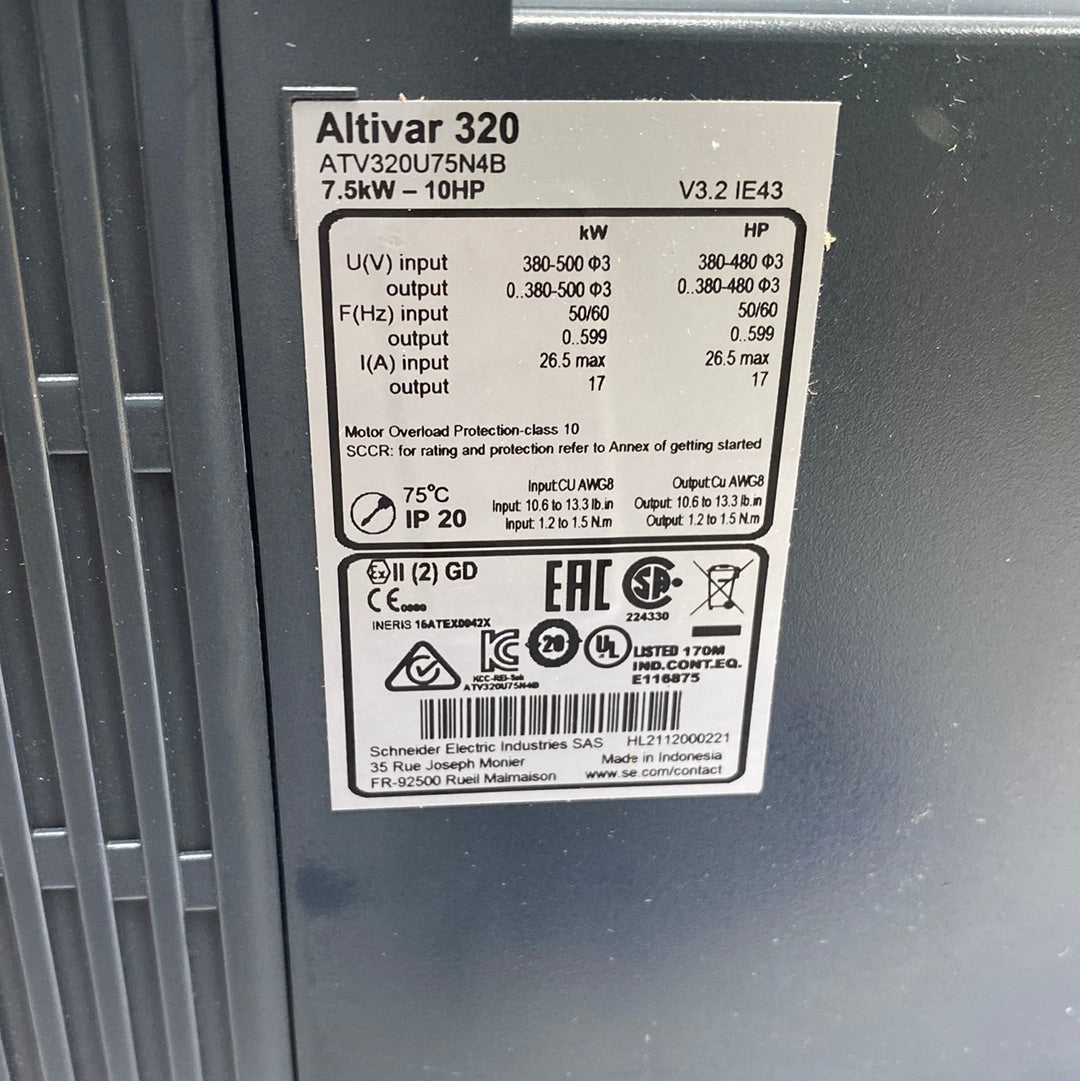 Altivar 320
ATV320U75N4B
7.5kW – 10HP V3.2 IE43
kW HP
U(V) input 380-500 Φ3 380-480 Φ3
output 0..380-500 Φ3 0..380-480 Φ3
F(Hz) input 50/60 50/60
output 0..599 0..599
I(A) input 26.5 max 26.5 max
output 17 17
Motor Overload Protection-class 10
SCCR: for rating and protection refer to Annex of getting started
75°C Input:CU AWG8 Output:Cu AWG8
IP 20 Input: 10.6 to 13.3 lb.in Output: 10.6 to 13.3 lb.in
Input: 1.2 to 1.5 N.m Output: 1.2 to 1.5 N.m
Ex II (2) GD EAC SP
CE 224330
INERIS 16ATEX0042X
KC 20 UL LISTED 170M
IND.CONT.EQ.
E116875
ATV320U75N4B
Schneider Electric Industries SAS HL2112000221
35 Rue Joseph Monier Made in Indonesia
FR-92500 Rueil Malmaison www.se.com/contact